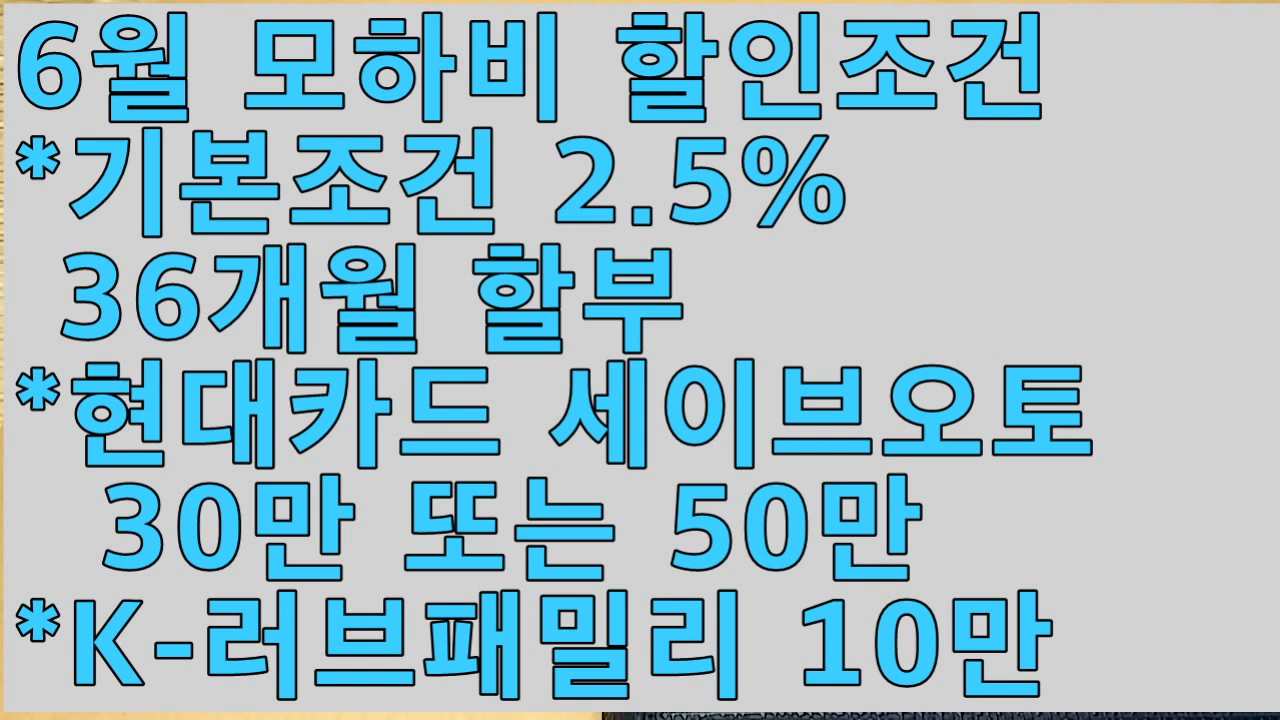 6월 모하비 할인조건
*기본조건 2.5%
36개월 할부
*현대카드 세이브오토
30만 또는 50만
*K-러브패밀리 10만